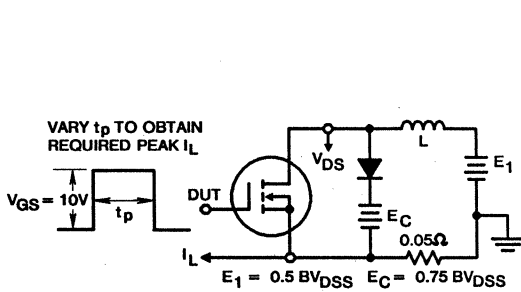 VARY tp TO OBTAIN
REQUIRED PEAK IL
VGS = 10V
tp
DUT
VDS
L
E1
EC
0.05Ω
IL
E1 = 0.5 BVDSS EC = 0.75 BVDSS